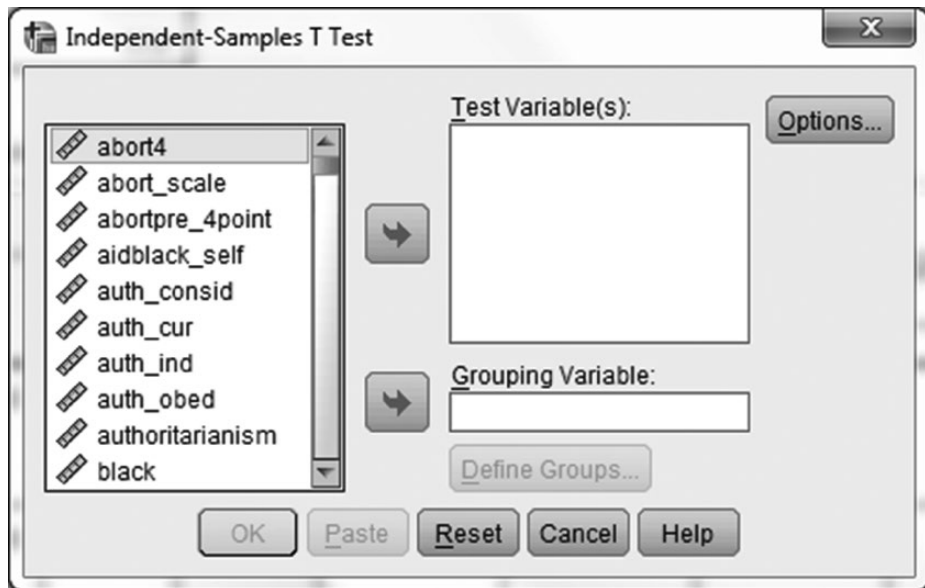 Independent-Samples T Test
Test Variable(s):
Options...
abort4
abort_scale
abortpre_4point
aidblack_self
auth_consid
auth_cur
auth_ind
auth_obed
authoritarianism
black
Grouping Variable:
Define Groups...
OK Paste Reset Cancel Help